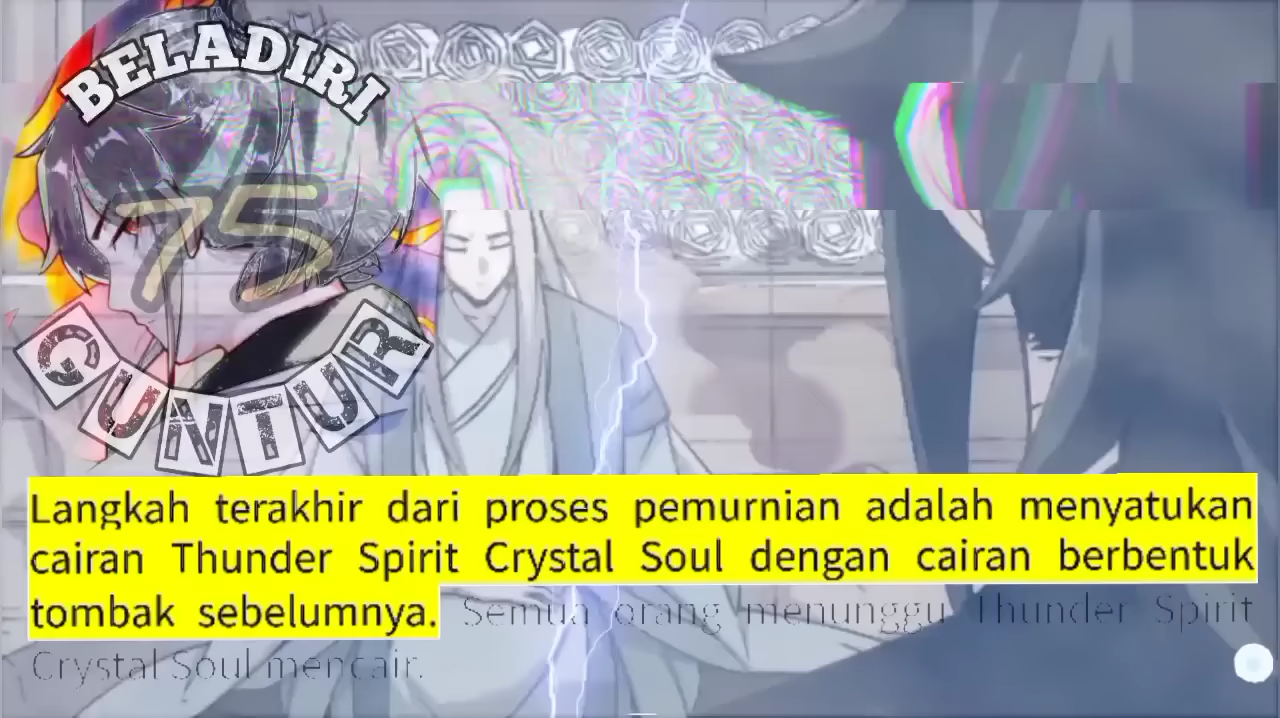 BELADIRI
75
GUNTUR
Langkah terakhir dari proses pemurnian adalah menyatukan
cairan Thunder Spirit Crystal Soul dengan cairan berbentuk
tombak sebelumnya. Semua orang menunggu Thunder Spirit
Crystal Soul mencair.